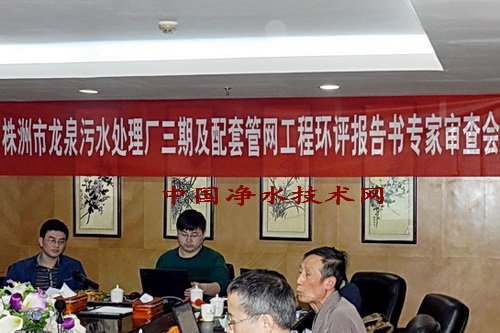 株洲市龙泉污水处理厂三期及配套管网工程环评报告书专家审查会
中国净水技术网